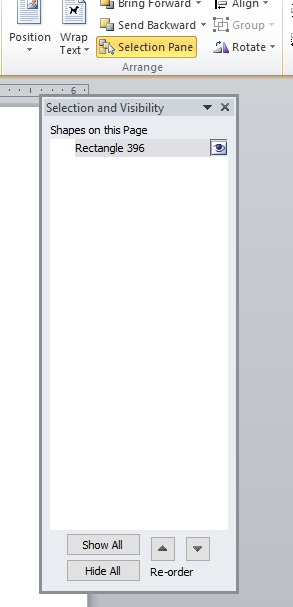 Bring Forward
Align
Position
Wrap
Text
Send Backward
Group
Selection Pane
Rotate
Arrange
6
Selection and Visibility
Shapes on this Page
Rectangle 396
Show All
Hide All
Re-order